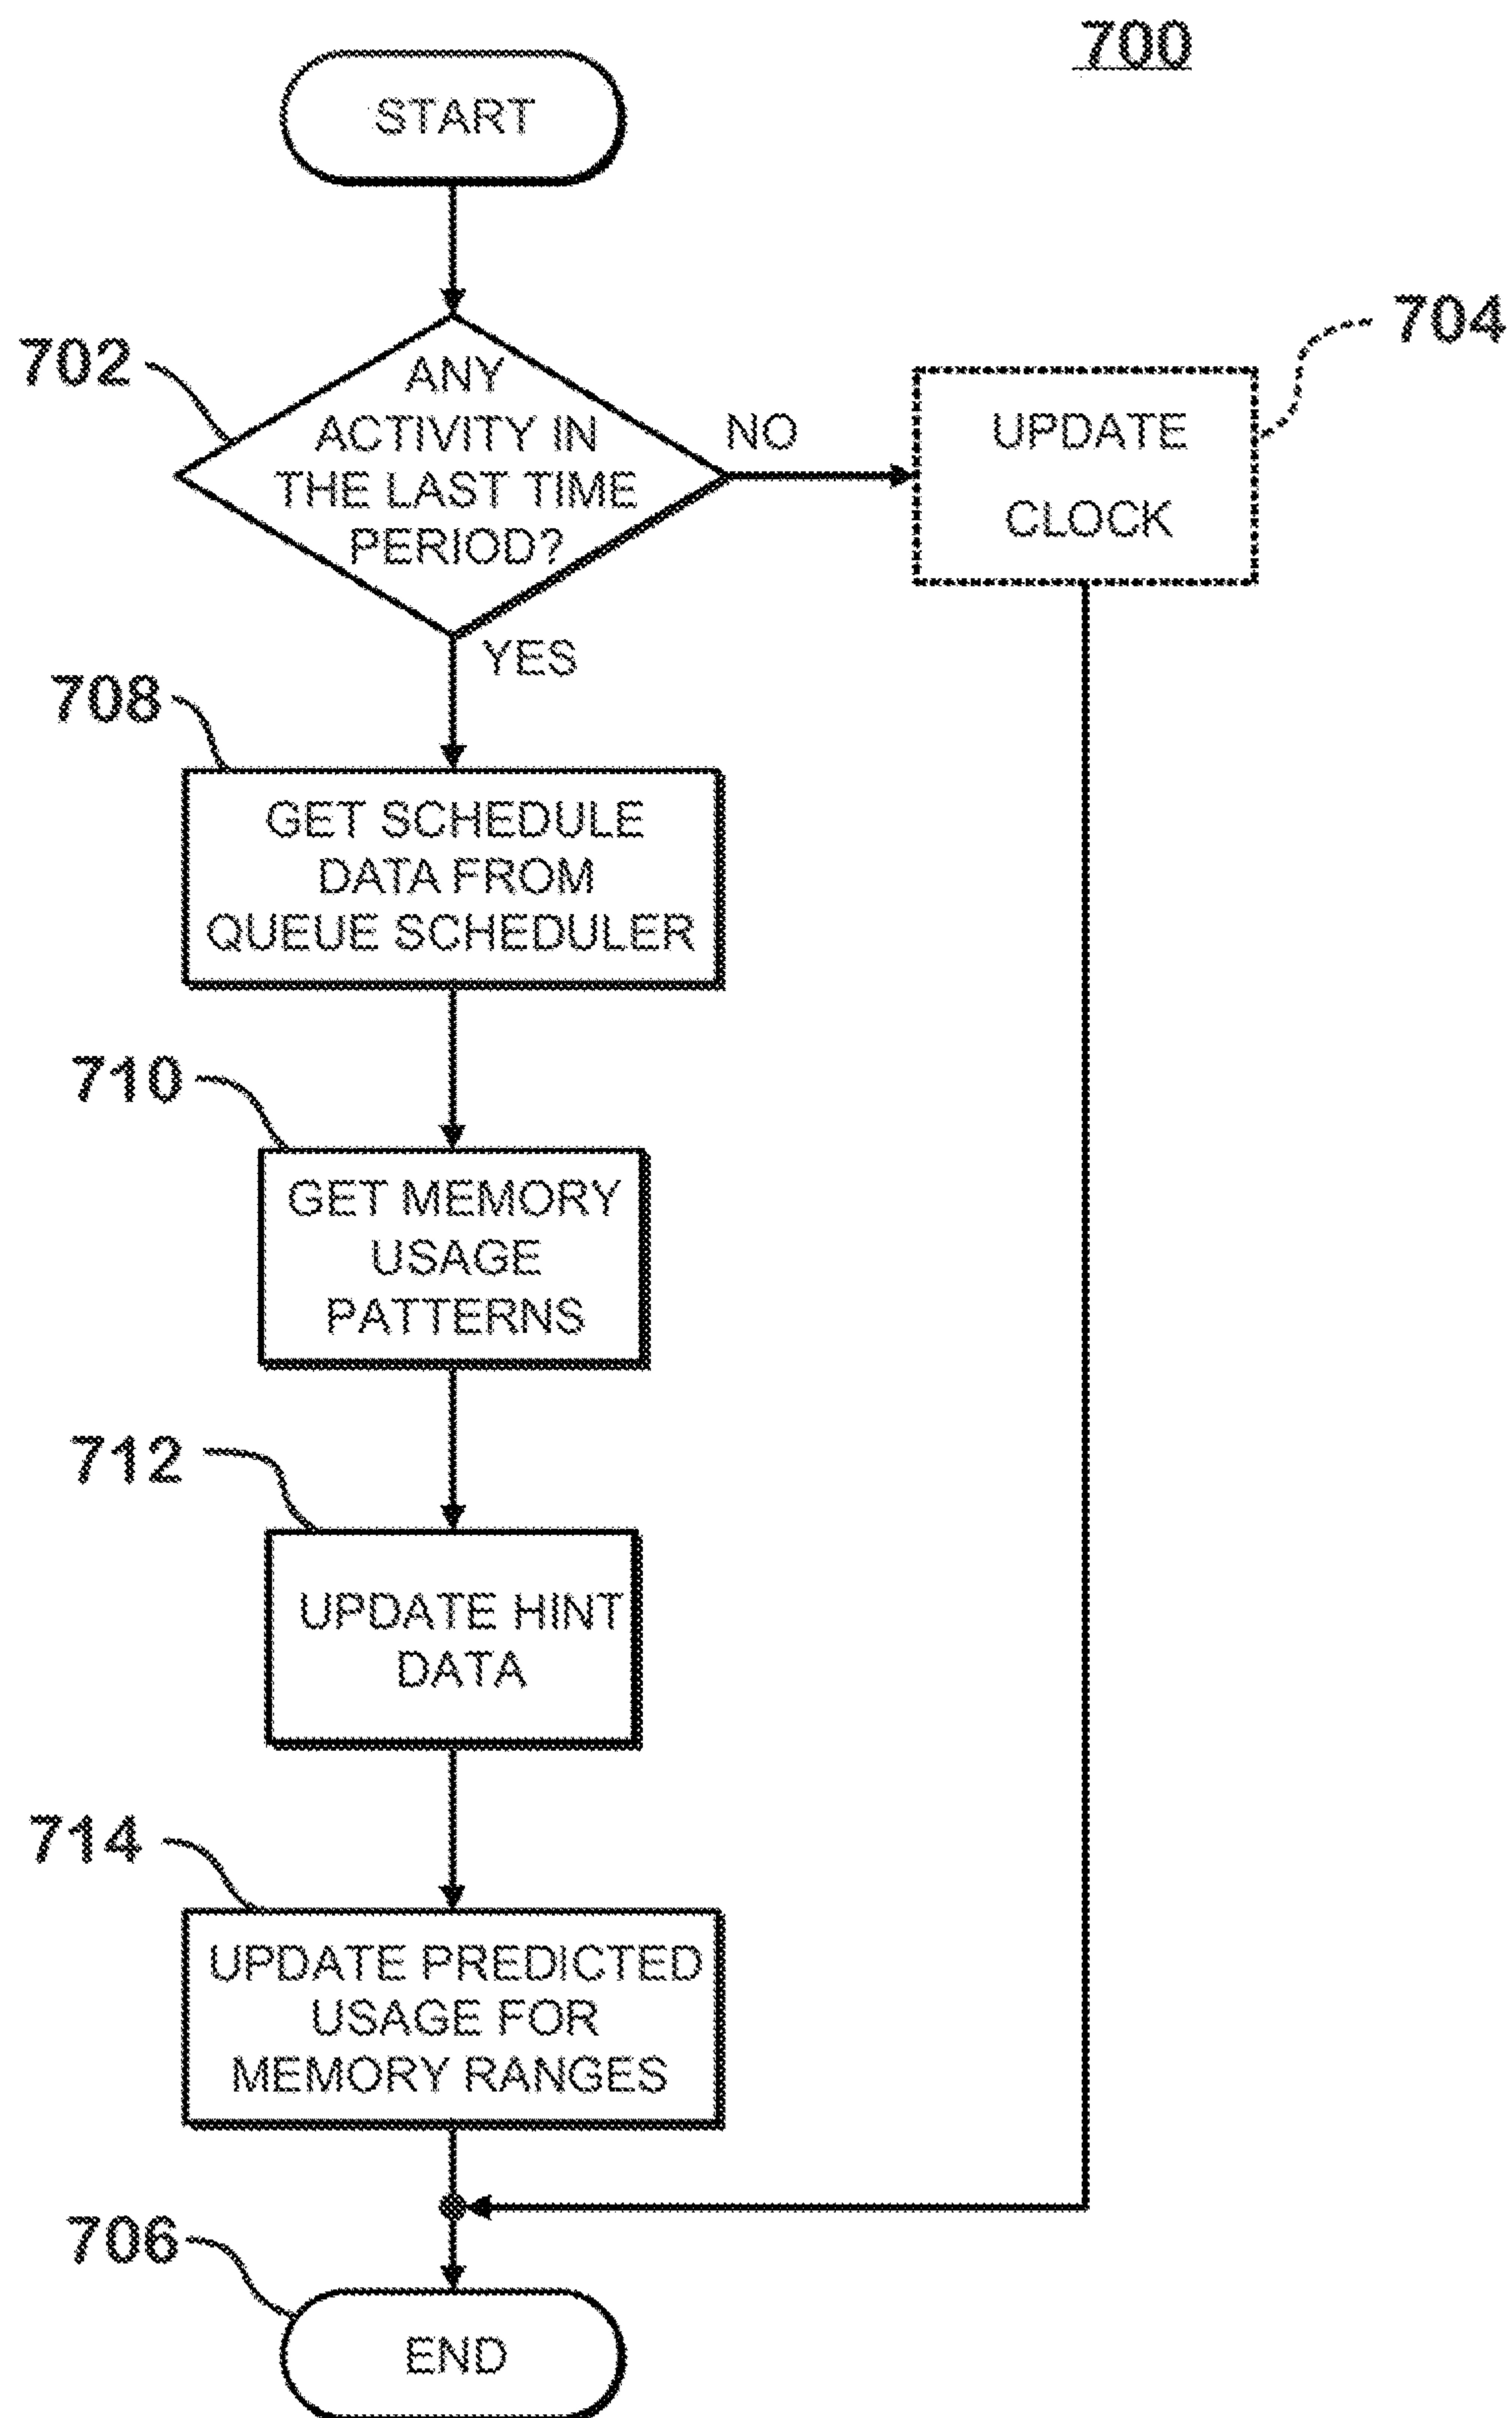 700
START
702
ANY
ACTIVITY IN
THE LAST TIME
PERIOD?
NO
704
UPDATE
CLOCK
YES
708
GET SCHEDULE
DATA FROM
QUEUE SCHEDULER
710
GET MEMORY
USAGE
PATTERNS
712
UPDATE HINT
DATA
714
UPDATE PREDICTED
USAGE FOR
MEMORY RANGES
706
END